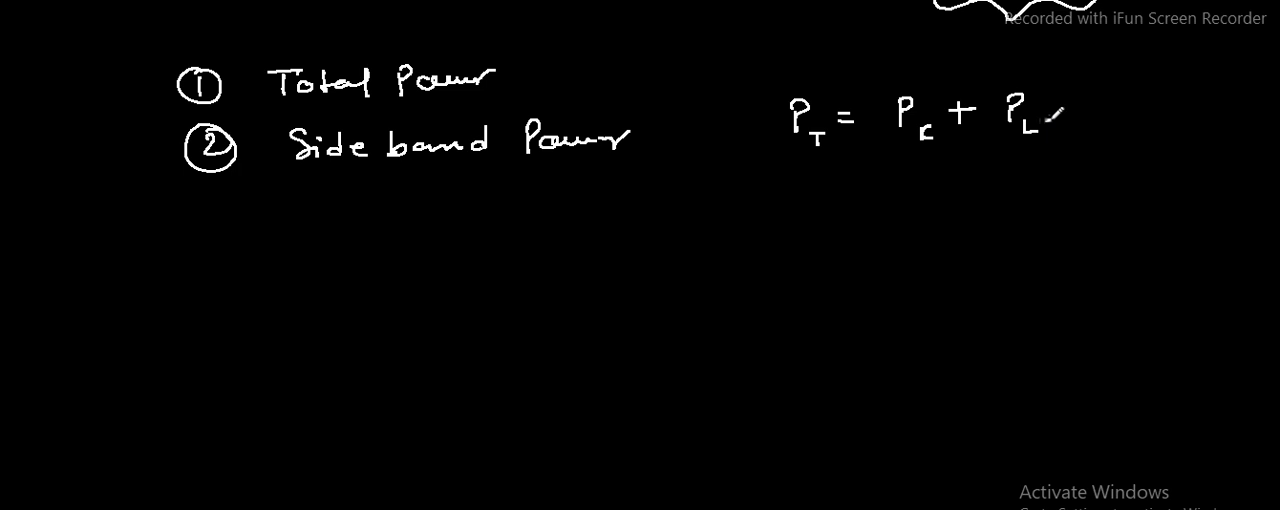 Recorded with iFun Screen Recorder
① Total Power
② Side band Power
P_T = P_c + P_L
Activate Windows